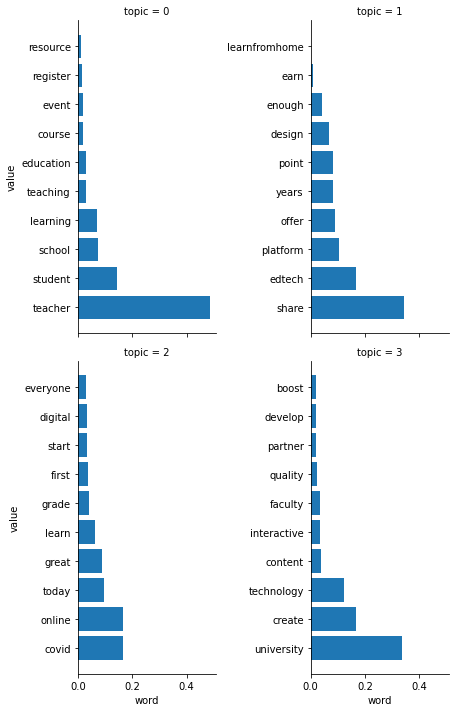 topic = 0
resource
register
event
course
education
teaching
learning
school
student
teacher
value
topic = 1
learnfromhome
earn
enough
design
point
years
offer
platform
edtech
share
topic = 2
everyone
digital
start
first
grade
learn
great
today
online
covid
value
0.0 0.2 0.4
word
topic = 3
boost
develop
partner
quality
faculty
interactive
content
technology
create
university
0.0 0.2 0.4
word